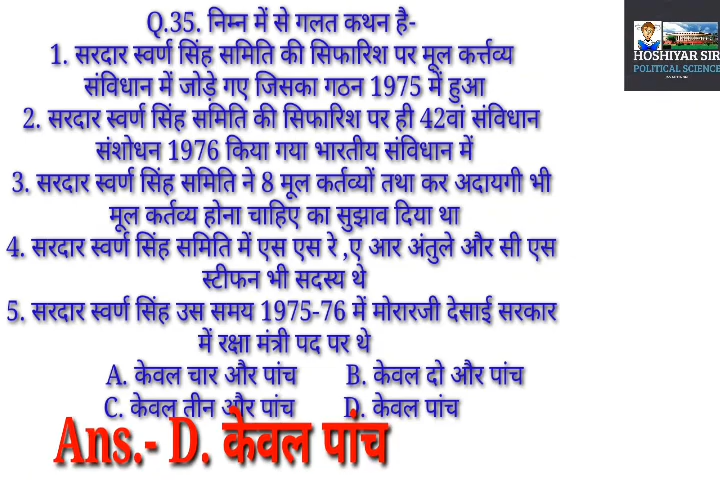 Q.35. निम्न में से गलत कथन है-
1. सरदार स्वर्ण सिंह समिति की सिफारिश पर मूल कर्त्तव्य
संविधान में जोड़े गए जिसका गठन 1975 में हुआ
2. सरदार स्वर्ण सिंह समिति की सिफारिश पर ही 42वां संविधान
संशोधन 1976 किया गया भारतीय संविधान में
3. सरदार स्वर्ण सिंह समिति ने 8 मूल कर्तव्यों तथा कर अदायगी भी
मूल कर्तव्य होना चाहिए का सुझाव दिया था
4. सरदार स्वर्ण सिंह समिति में एस एस रे ,ए आर अंतुले और सी एस
स्टीफन भी सदस्य थे
5. सरदार स्वर्ण सिंह उस समय 1975-76 में मोरारजी देसाई सरकार
में रक्षा मंत्री पद पर थे
A. केवल चार और पांच B. केवल दो और पांच
C. केवल तीन और पांच D. केवल पांच
Ans.- D. केवल पांच
HOSHIYAR SIR
POLITICAL SCIENCE